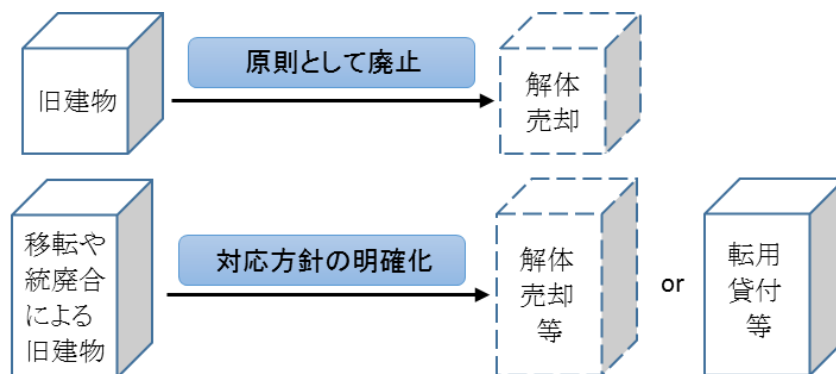 旧建物
原則として廃止
解体
売却
移転や
統廃合
による
旧建物
対応方針の明確化
解体
売却
等
or
転用
貸付
等